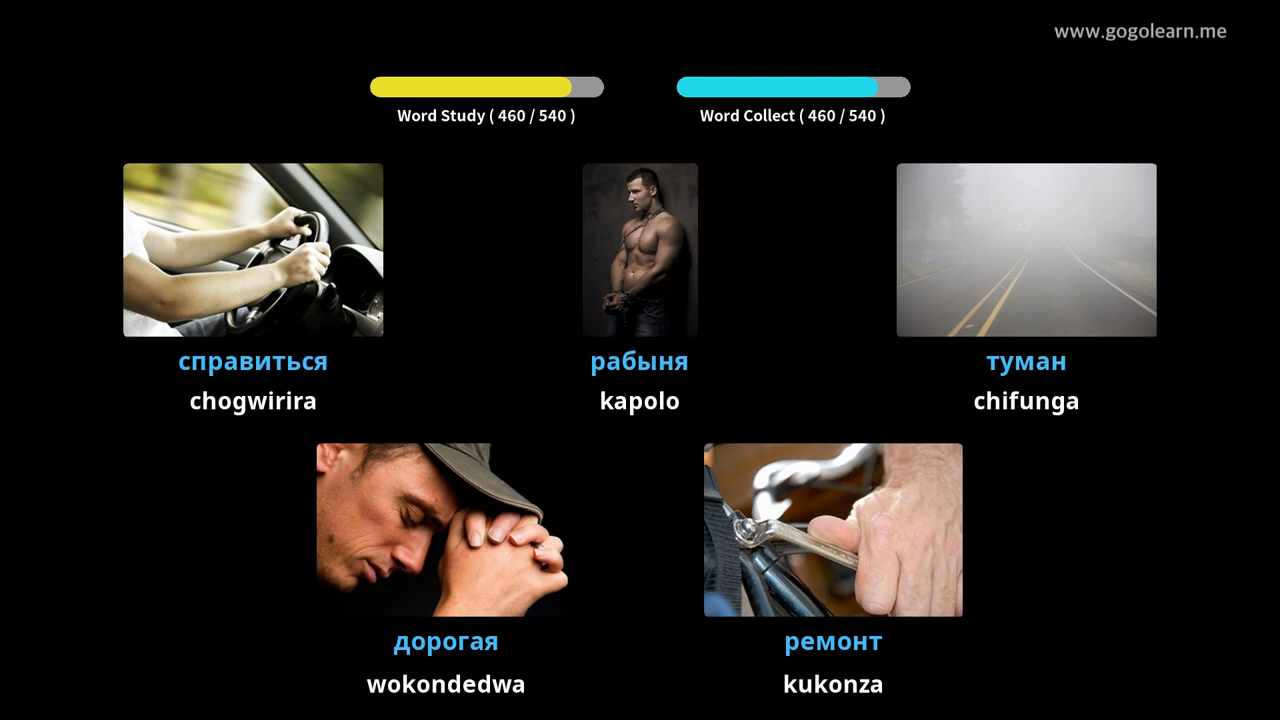 www.gogolearn.me
Word Study ( 460 / 540 )
Word Collect ( 460 / 540 )
справиться
chogwirira
рабыня
kapolo
туман
chifunga
дорогая
wokondedwa
ремонт
kukonza